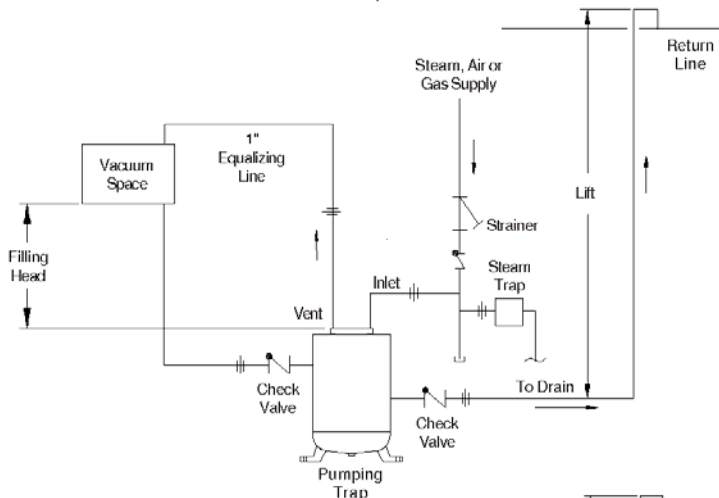 Return
Line
Steam, Air or
Gas Supply
1"
Equalizing
Line
Vacuum
Space
Lift
Strainer
Filling
Head
Steam
Trap
Inlet
Vent
To Drain
Check
Valve
Check
Valve
Pumping
Trap